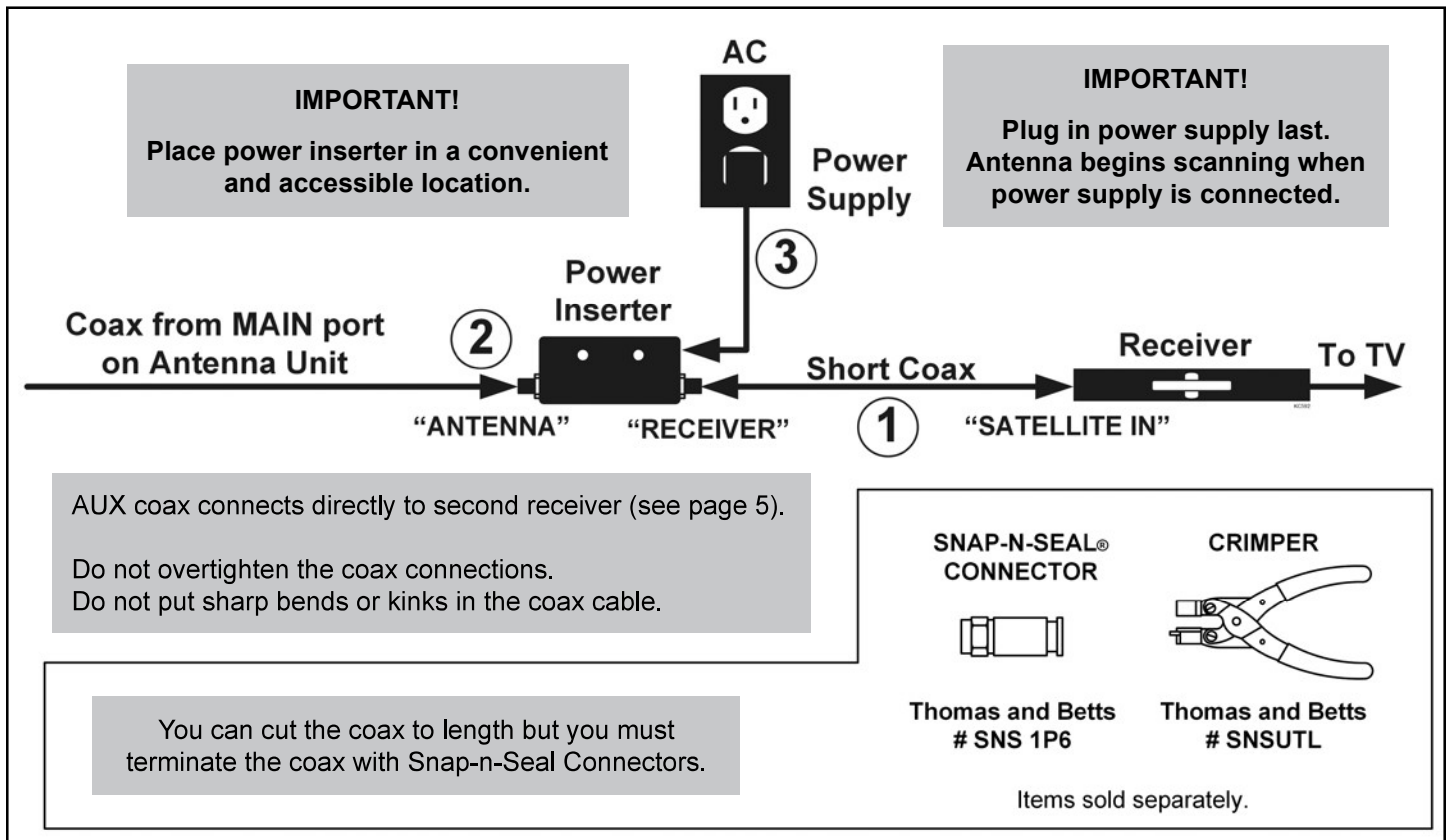 AC
IMPORTANT!
Place power inserter in a convenient
and accessible location.
IMPORTANT!
Plug in power supply last.
Antenna begins scanning when
power supply is connected.
Power
Supply
3
Power
Inserter
Coax from MAIN port
on Antenna Unit
2
Short Coax
Receiver
To TV
"ANTENNA"
"RECEIVER"
1
"SATELLITE IN"
AUX coax connects directly to second receiver (see page 5).
Do not overtighten the coax connections.
Do not put sharp bends or kinks in the coax cable.
SNAP-N-SEAL®
CONNECTOR
CRIMPER
Thomas and Betts
# SNS 1P6
Thomas and Betts
# SNSUTL
Items sold separately.
You can cut the coax to length but you must
terminate the coax with Snap-n-Seal Connectors.